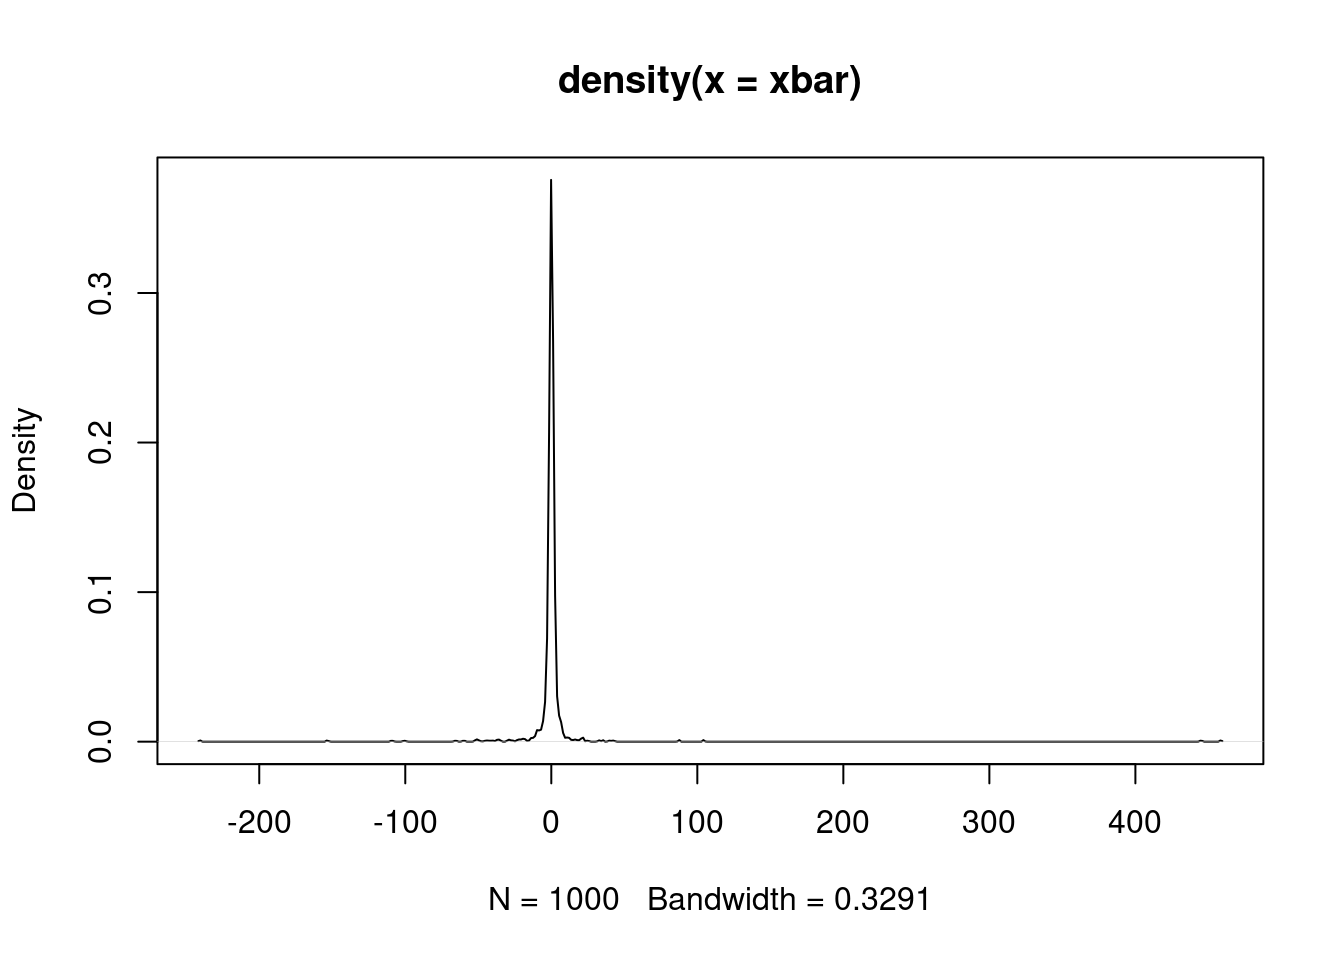 density(x = xbar)
Density
0.3
0.2
0.1
0.0
-200 -100 0 100 200 300 400
N = 1000 Bandwidth = 0.3291